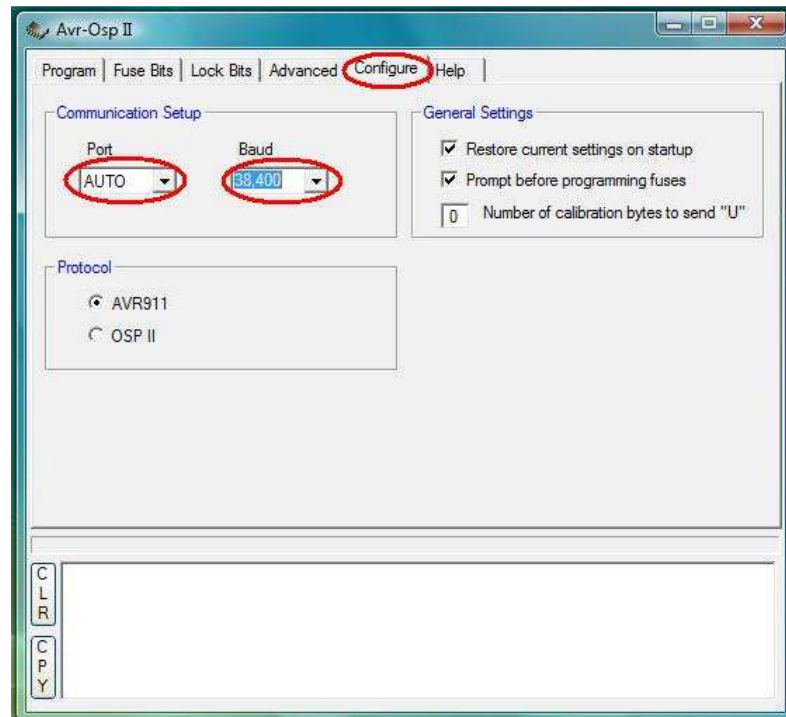 Avr-Osp II
Program Fuse Bits Lock Bits Advanced Configure Help
Communication Setup
Port Baud
AUTO 38,400
General Settings
Restore current settings on startup
Prompt before programming fuses
0 Number of calibration bytes to send "U"
Protocol
AVR911
OSP II
CLR
CPY